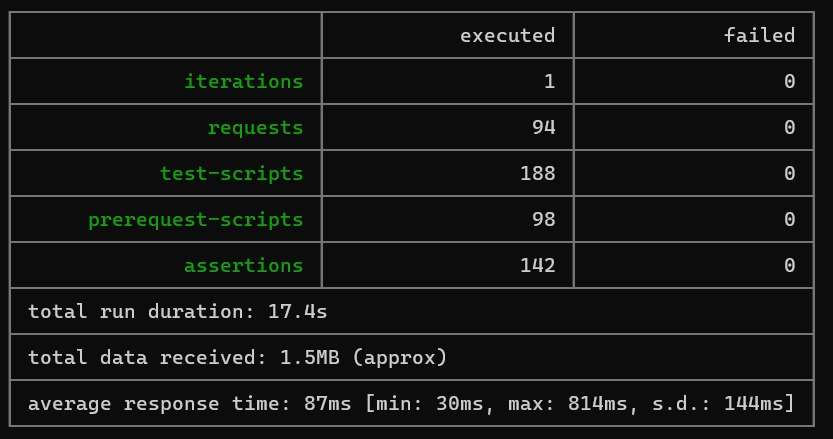 executed failed
iterations 1 0
requests 94 0
test-scripts 188 0
prerequest-scripts 98 0
assertions 142 0
total run duration: 17.4s
total data received: 1.5MB (approx)
average response time: 87ms [min: 30ms, max: 814ms, s.d.: 144ms]